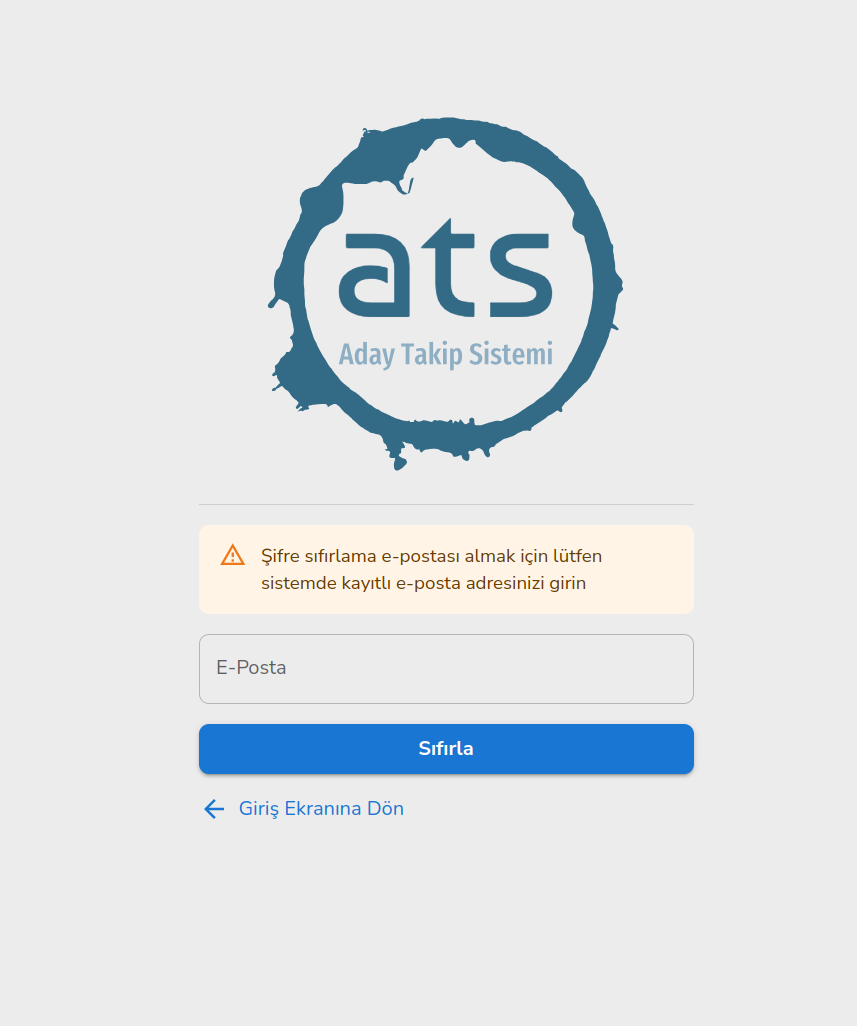 ats
Aday Takip Sistemi
Şifre sıfırlama e-postası almak için lütfen
sistemde kayıtlı e-posta adresinizi girin
E-Posta
Sıfırla
Giriş Ekranına Dön